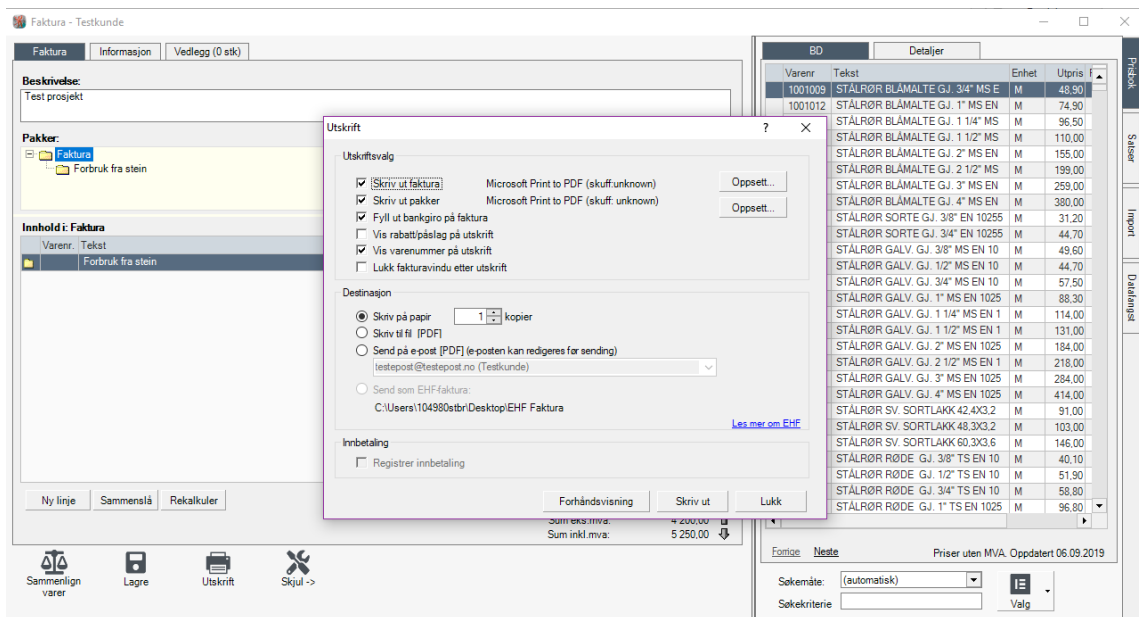 Faktura - Testkunde
Faktura
Informasjon
Vedlegg (0 stk)
Beskrivelse:
Test prosjekt
Pakker:
Faktura
Forbruk fra stein
Innhold i: Faktura
Varenr. Tekst
Forbruk fra stein
Ny linje
Sammenslå
Rekalkuler
Sum eks.mva: 4 200,00
Sum inkl.mva: 5 250,00
Sammenlign
varer
Lagre
Utskrift
Skjul ->
Utskrift
? X
Utskriftsvalg
Skriv ut faktura Microsoft Print to PDF (skuff:unknown) Oppsett...
Skriv ut pakker Microsoft Print to PDF (skuff: unknown) Oppsett...
Fyll ut bankgiro på faktura
Vis rabatt/påslag på utskrift
Vis varenummer på utskrift
Lukk fakturavindu etter utskrift
Destinasjon
Skriv på papir 1 kopier
Skriv til fil [PDF]
Send på e-post [PDF] (e-posten kan redigeres før sending)
testepost@testepost.no (Testkunde)
Send som EHF-faktura:
C:\Users\104980stbr\Desktop\EHF Faktura
Les mer om EHF
Innbetaling
Registrer innbetaling
Forhåndsvisning
Skriv ut
Lukk
BD
Detaljer
Varenr Tekst Enhet Utpris
1001009 STÅLRØR BLÅMALTE GJ. 3/4" MS E M 48,90
1001012 STÅLRØR BLÅMALTE GJ. 1" MS EN M 74,90
STÅLRØR BLÅMALTE GJ. 1 1/4" MS M 96,50
STÅLRØR BLÅMALTE GJ. 1 1/2" MS M 110,00
STÅLRØR BLÅMALTE GJ. 2" MS EN M 155,00
STÅLRØR BLÅMALTE GJ. 2 1/2" MS M 199,00
STÅLRØR BLÅMALTE GJ. 3" MS EN M 259,00
STÅLRØR BLÅMALTE GJ. 4" MS EN M 380,00
STÅLRØR SORTE GJ. 3/8" EN 10255 M 31,20
STÅLRØR SORTE GJ. 3/4" EN 10255 M 44,70
STÅLRØR GALV. GJ. 3/8" MS EN 10 M 49,60
STÅLRØR GALV. GJ. 1/2" MS EN 10 M 44,70
STÅLRØR GALV. GJ. 3/4" MS EN 10 M 57,50
STÅLRØR GALV. GJ. 1" MS EN 1025 M 88,30
STÅLRØR GALV. GJ. 1 1/4" MS EN 1 M 114,00
STÅLRØR GALV. GJ. 1 1/2" MS EN 1 M 131,00
STÅLRØR GALV. GJ. 2" MS EN 1025 M 184,00
STÅLRØR GALV. GJ. 2 1/2" MS EN 1 M 218,00
STÅLRØR GALV. GJ. 3" MS EN 1025 M 284,00
STÅLRØR GALV. GJ. 4" MS EN 1025 M 414,00
STÅLRØR SV. SORTLAKK 42,4X3,2 M 91,00
STÅLRØR SV. SORTLAKK 48,3X3,2 M 103,00
STÅLRØR SV. SORTLAKK 60,3X3,6 M 146,00
STÅLRØR RØDE GJ. 3/8" TS EN 10 M 40,10
STÅLRØR RØDE GJ. 1/2" TS EN 10 M 51,90
STÅLRØR RØDE GJ. 3/4" TS EN 10 M 58,80
STÅLRØR RØDE GJ. 1" TS EN 1025 M 96,80
Forrige Neste Priser uten MVA. Oppdatert 06.09.2019
Søkemåte: (automatisk)
Søkekriterie
Valg
Prisbok
Satser
Import
Datafangst